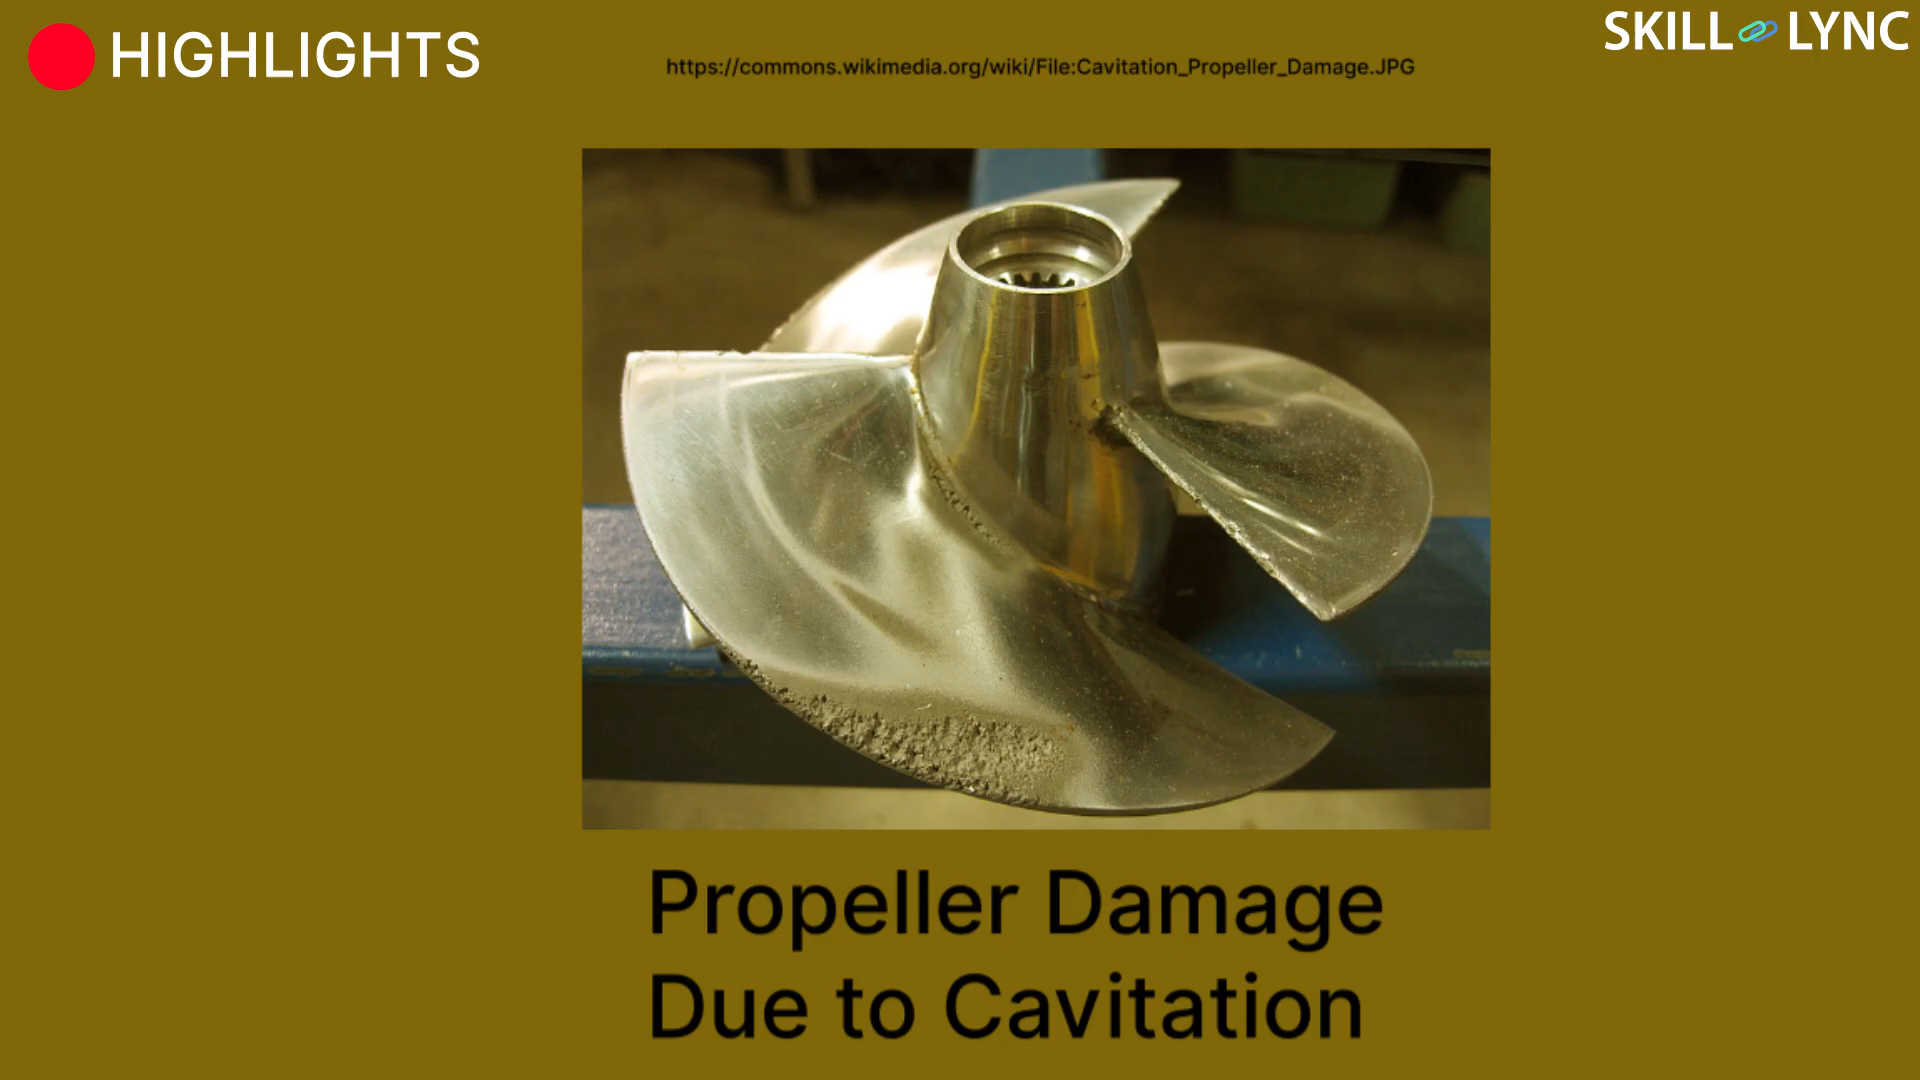 HIGHLIGHTS
SKILL LYNC
https://commons.wikimedia.org/wiki/File:Cavitation_Propeller_Damage.JPG
Propeller Damage
Due to Cavitation